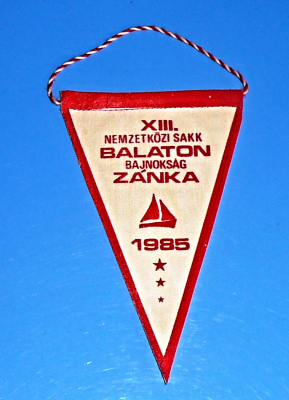 XIII.
NEMZETKÖZI SAKK
BALATON
BAJNOKSÁG
ZÁNKA
1985